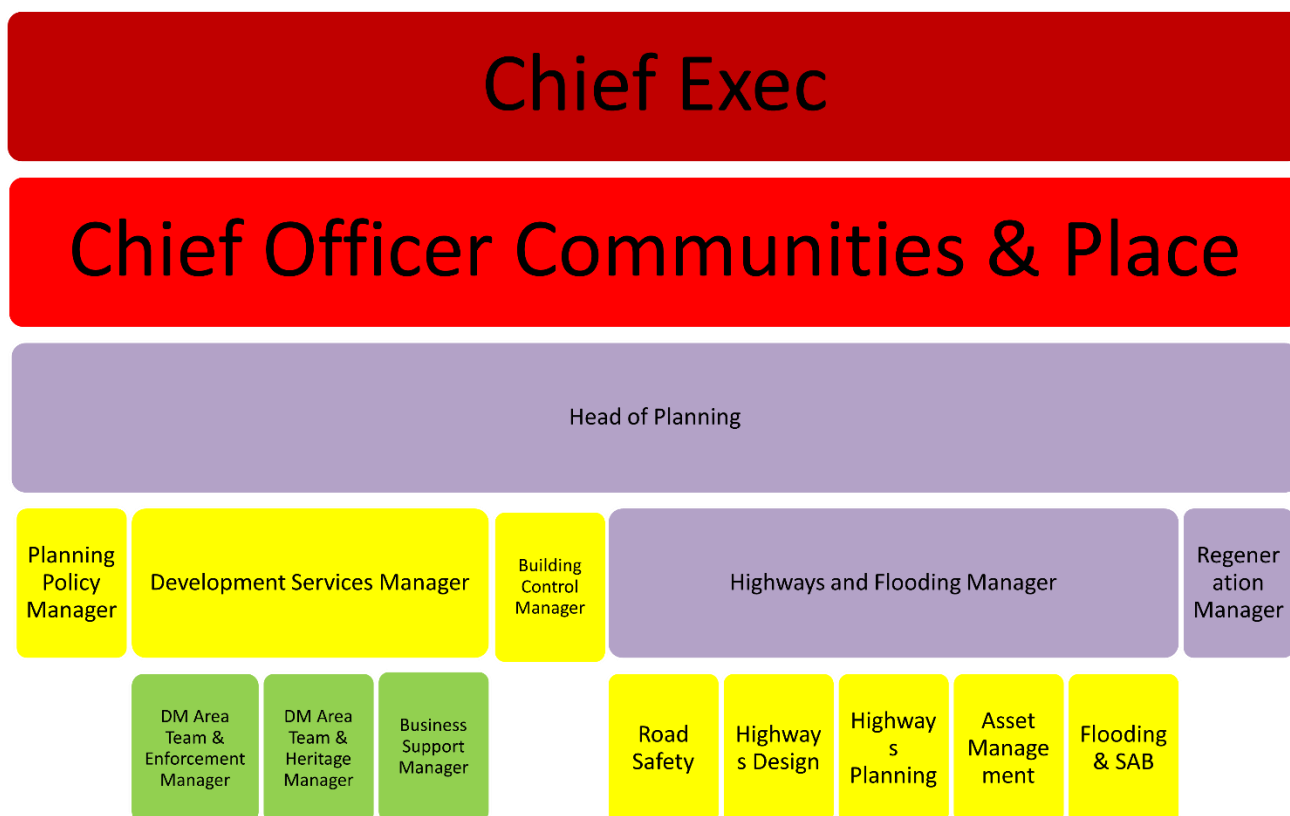 Chief Exec
Chief Officer Communities & Place
Head of Planning
Planning
Policy
Manager
Development Services Manager
Building
Control
Manager
Highways and Flooding Manager
Regener
ation
Manager
DM Area
Team &
Enforcement
Manager
DM Area
Team &
Heritage
Manager
Business
Support
Manager
Road
Safety
Highway
s Design
Highway
s
Planning
Asset
Manage
ment
Flooding
& SAB